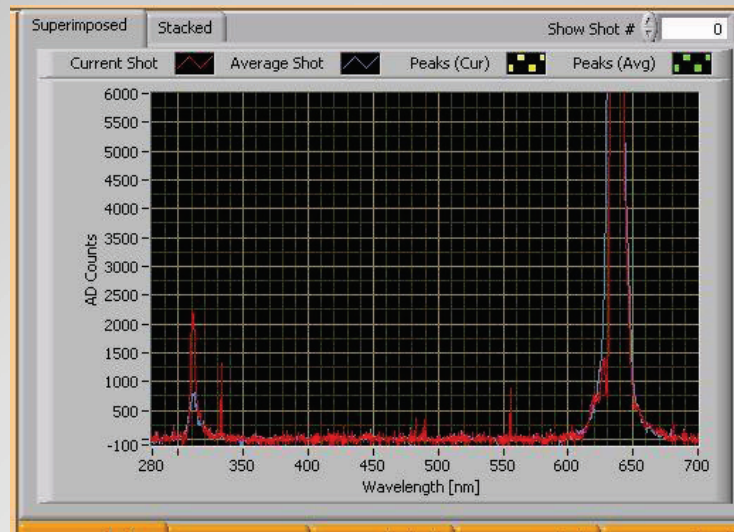 Superimposed Stacked Show Shot # 0
Current Shot Average Shot Peaks (Cur) Peaks (Avg)
6000
5500
5000
4500
4000
3500
3000
2500
2000
1500
1000
500
-100
AD Counts
280 350 400 450 500 550 600 650 700
Wavelength [nm]